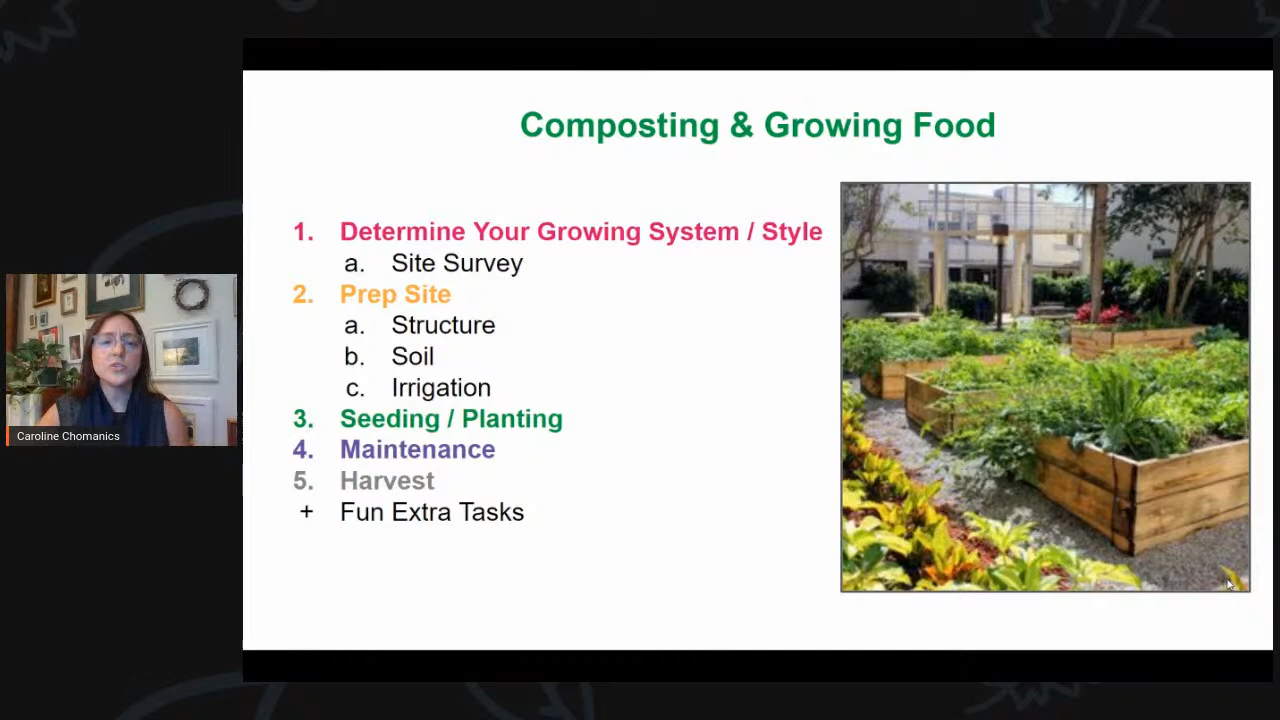 Composting & Growing Food
1. Determine Your Growing System / Style
a. Site Survey
2. Prep Site
a. Structure
b. Soil
c. Irrigation
3. Seeding / Planting
4. Maintenance
5. Harvest
+ Fun Extra Tasks
Caroline Chomanics